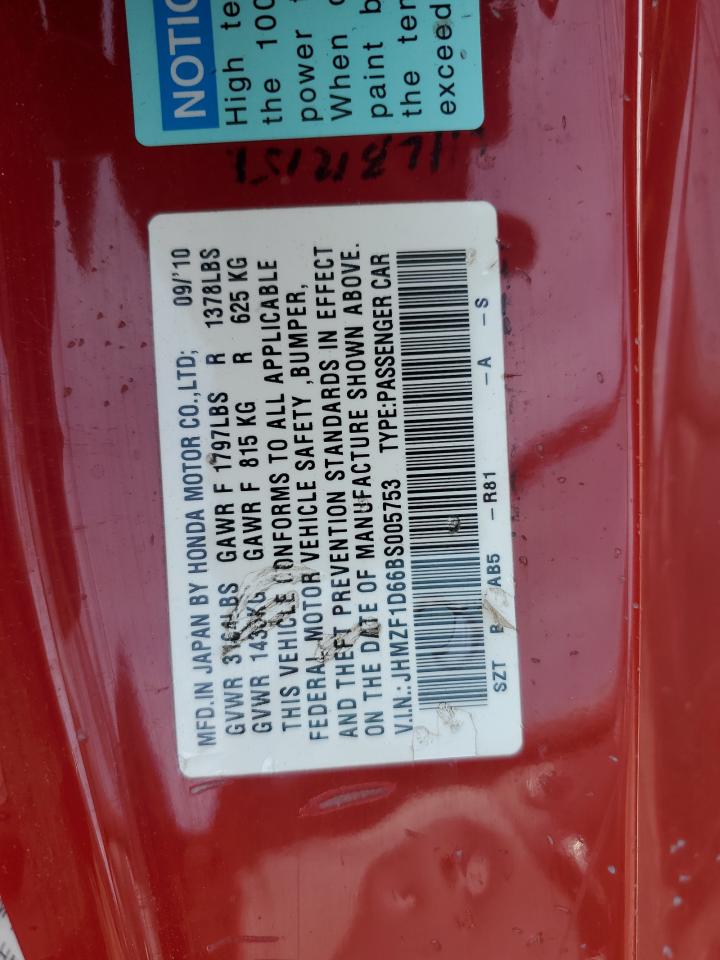 NOTIC
High te
the 100
power
When
paint b
the ten
exceed
MFD.IN JAPAN BY HONDA MOTOR CO.,LTD; 09/'10
GVWR LBS GAWR F 1797LBS R 1378LBS
GVWR KG GAWR F 815 KG R 625 KG
THIS VEHICLE CONFORMS TO ALL APPLICABLE
FEDERAL MOTOR VEHICLE SAFETY ,BUMPER,
AND THEFT PREVENTION STANDARDS IN EFFECT
ON THE DATE OF MANUFACTURE SHOWN ABOVE.
V.I.N.: JHMZF1D66BS005753 TYPE:PASSENGER CAR
SZT AB5 -R81 -A -S